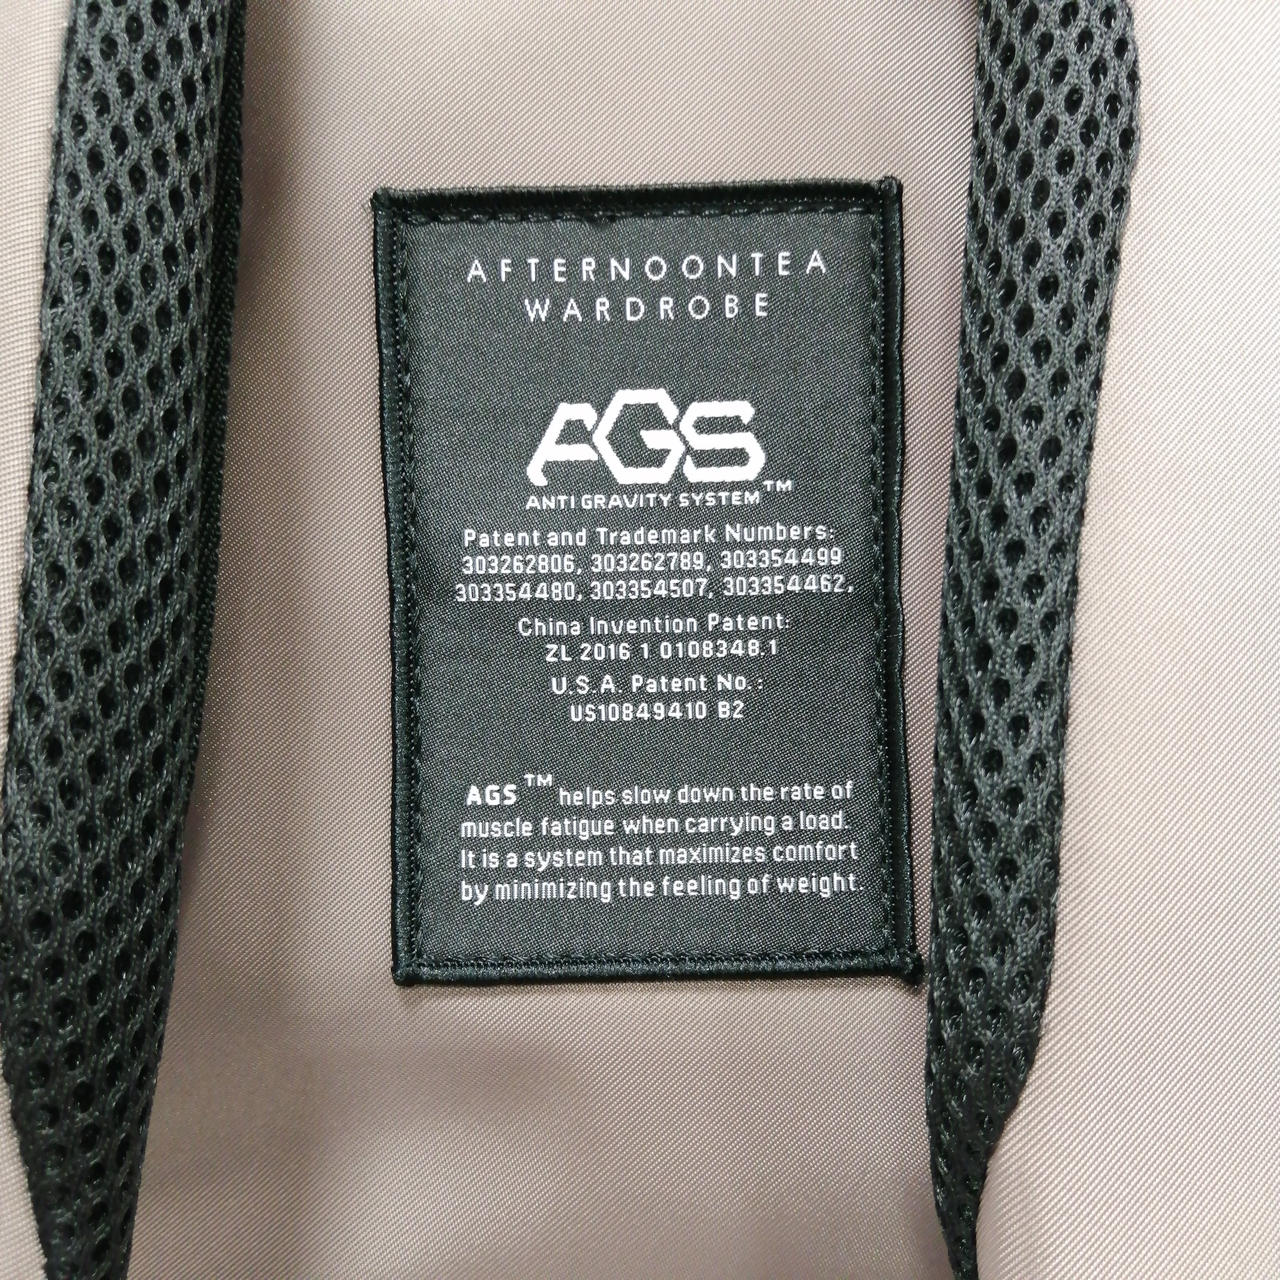 AFTERNOONTEA
WARDROBE
AGS
ANTI GRAVITY SYSTEM™
Patent and Trademark Numbers:
303262806, 303262789, 303354499
303354480, 303354507, 303354462,
China Invention Patent:
ZL 2016 1 0108348.1
U.S.A. Patent No.:
US10849410 B2
AGS™ helps slow down the rate of
muscle fatigue when carrying a load.
It is a system that maximizes comfort
by minimizing the feeling of weight.